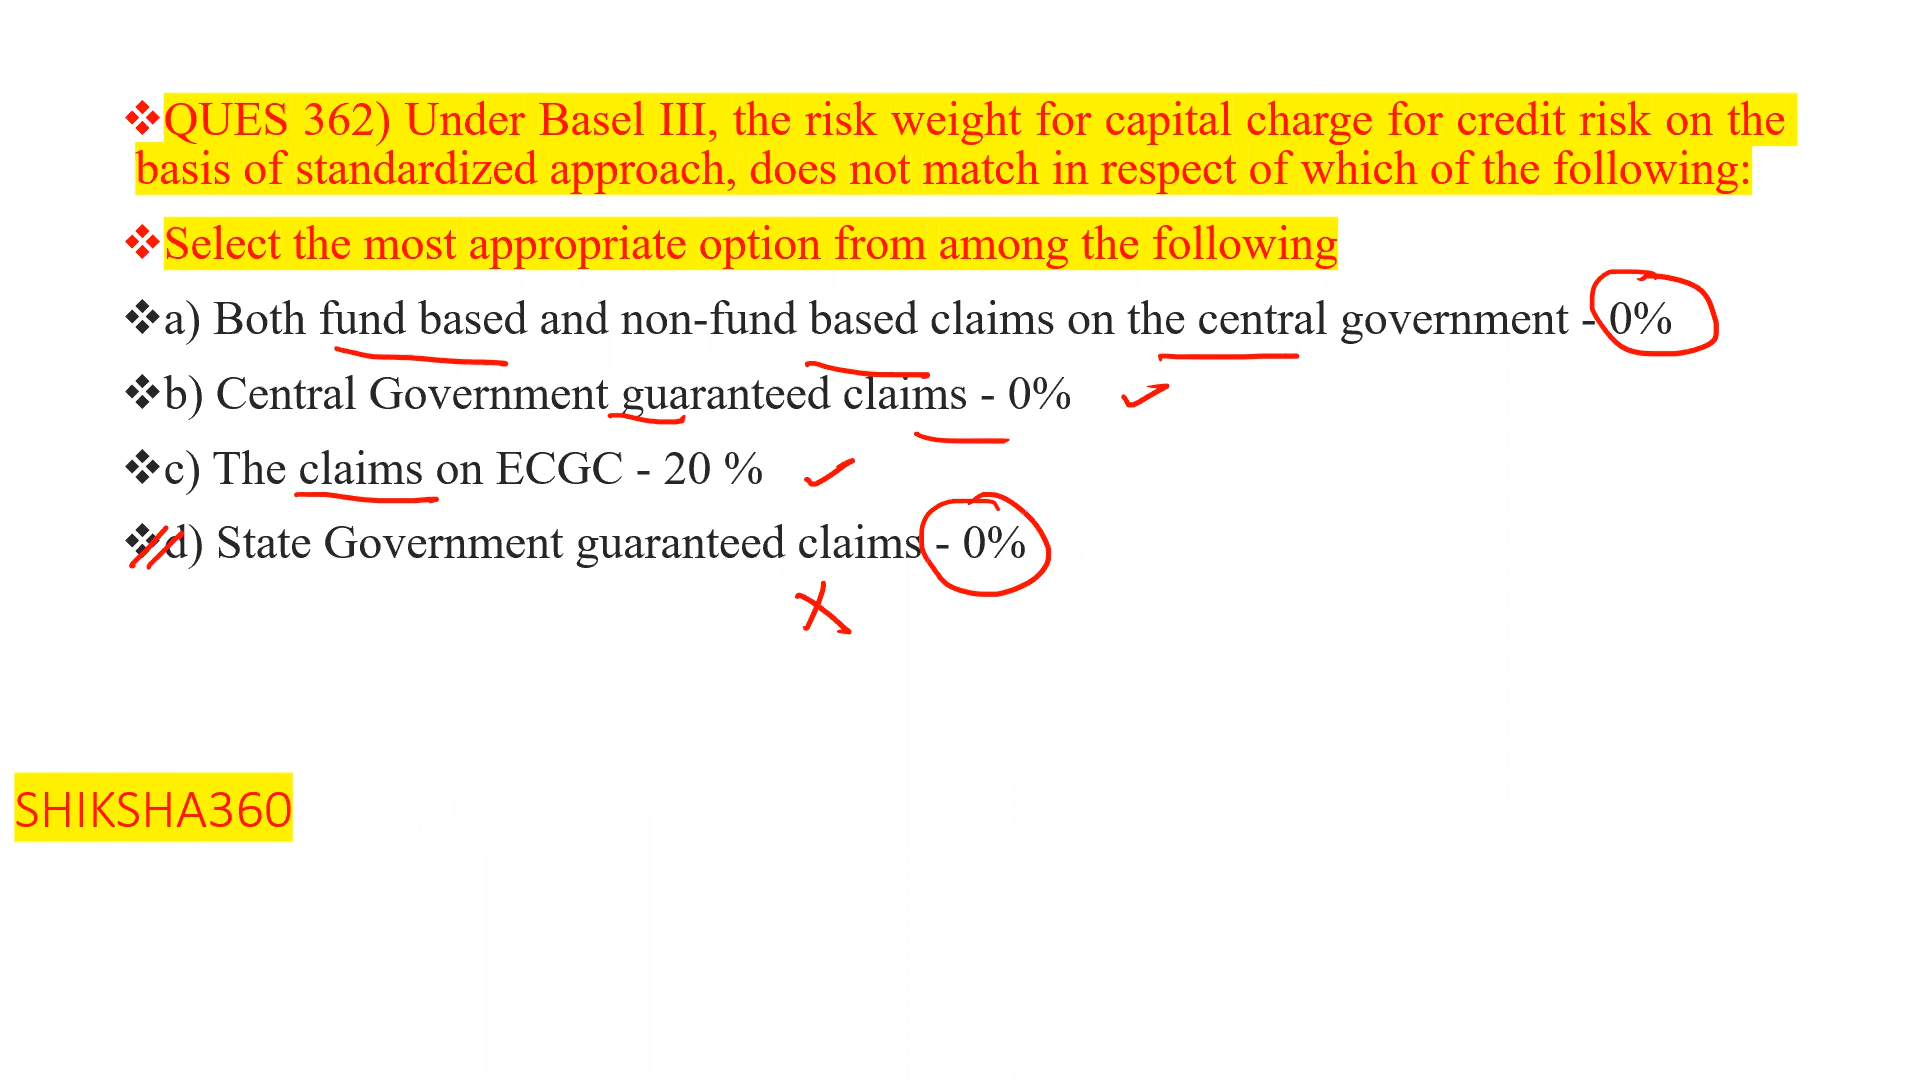 ❖QUES 362) Under Basel III, the risk weight for capital charge for credit risk on the
basis of standardized approach, does not match in respect of which of the following:
❖Select the most appropriate option from among the following
❖a) Both fund based and non-fund based claims on the central government - 0%
❖b) Central Government guaranteed claims - 0%
❖c) The claims on ECGC - 20 %
❖d) State Government guaranteed claims - 0%
SHIKSHA360